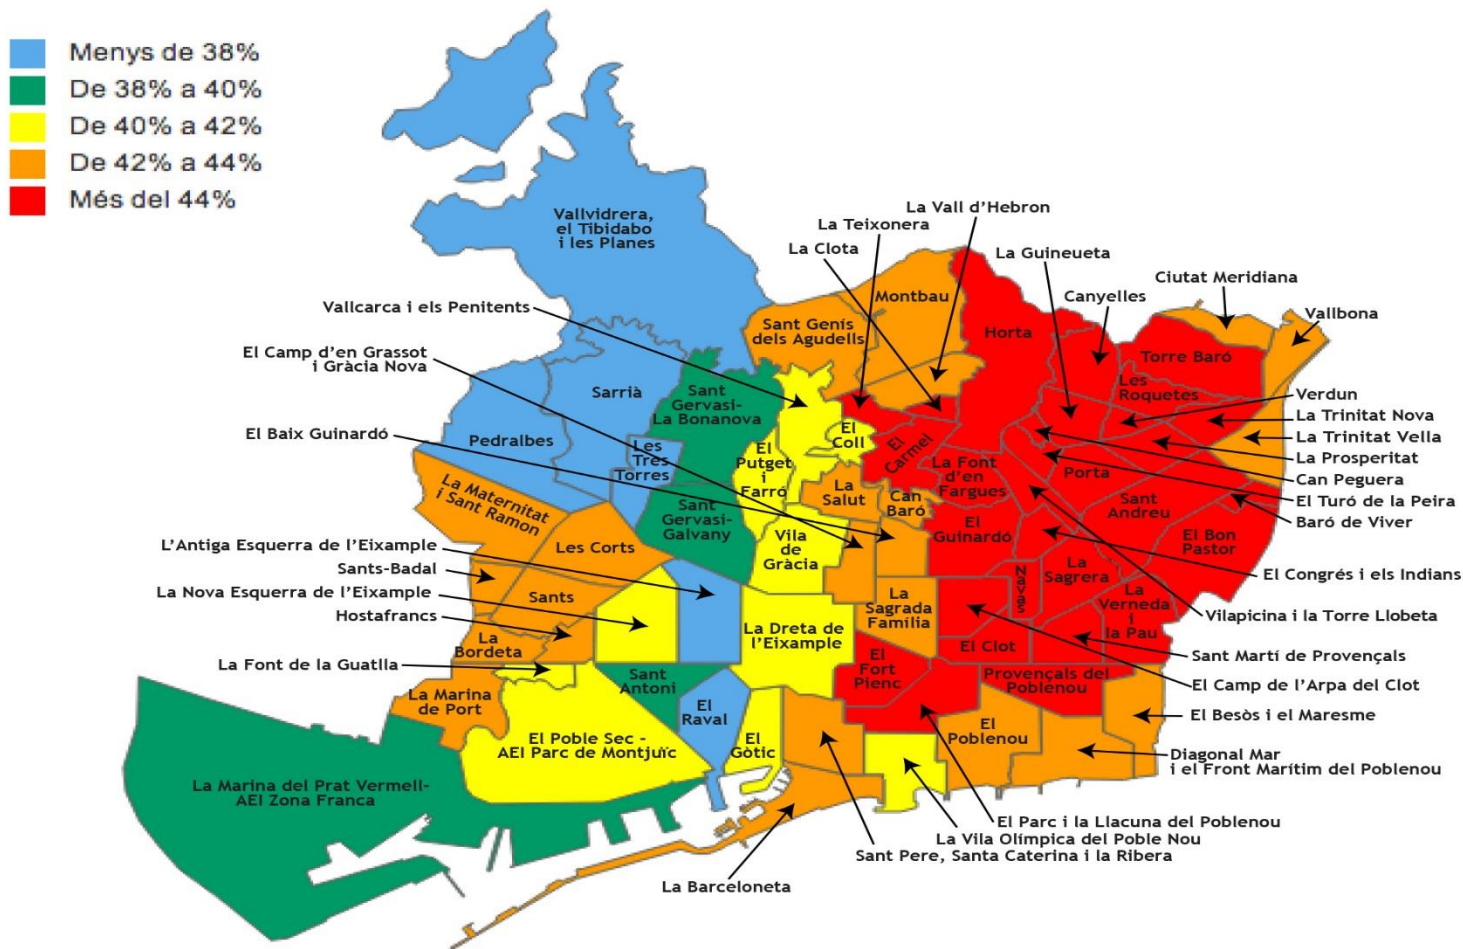 Menys de 38%
De 38% a 40%
De 40% a 42%
De 42% a 44%
Més del 44%
Vallvidrera,
el Tibidabo
i les Planes
La Vall d'Hebron
La Teixonera
La Clota
La Guineueta
Ciutat Meridiana
Canyelles
Vallbona
Montbau
Horta
Sant Genís
dels Agudells
Vallcarca i els Penitents
El Camp d'en Grassot
i Gràcia Nova
El Baix Guinardó
Torre Baró
Les
Roquetes
Verdun
La Trinitat Nova
La Trinitat Vella
La Prosperitat
Can Peguera
El Turó de la Peira
Baró de Viver
Sarrià
Sant
Gervasi-
La Bonanova
Pedralbes
Les
Tres
Torres
El
Putget
i
Farró
El
Coll
El
Carmel
La Font
d'en
Fargues
Porta
La
Salut
Can
Baró
Sant
Andreu
La Maternitat
i Sant Ramon
Sant
Gervasi-
Galvany
Vila
de
Gràcia
El
Guinardó
El Bon
Pastor
L'Antiga Esquerra de l'Eixample
Les Corts
Sants-Badal
La Nova Esquerra de l'Eixample
Hostafrancs
Sants
La
Bordeta
La Font de la Guatlla
La
Sagrada
Família
Navas
La
Sagrera
La
Verneda
i
la Pau
El Congrés i els Indians
Vilapicina i la Torre Llobeta
Sant Martí de Provençals
El Camp de l'Arpa del Clot
El Besòs i el Maresme
Diagonal Mar
i el Front Marítim del Poblenou
La Dreta de
l'Eixample
El Clot
El
Fort
Pienc
Provençals del
Poblenou
La Marina
de Port
Sant
Antoni
El
Raval
El Poble Sec -
AEI Parc de Montjuïc
El
Gòtic
El
Poblenou
La Marina del Prat Vermell-
AEI Zona Franca
El Parc i la Llacuna del Poblenou
La Vila Olímpica del Poble Nou
Sant Pere, Santa Caterina i la Ribera
La Barceloneta